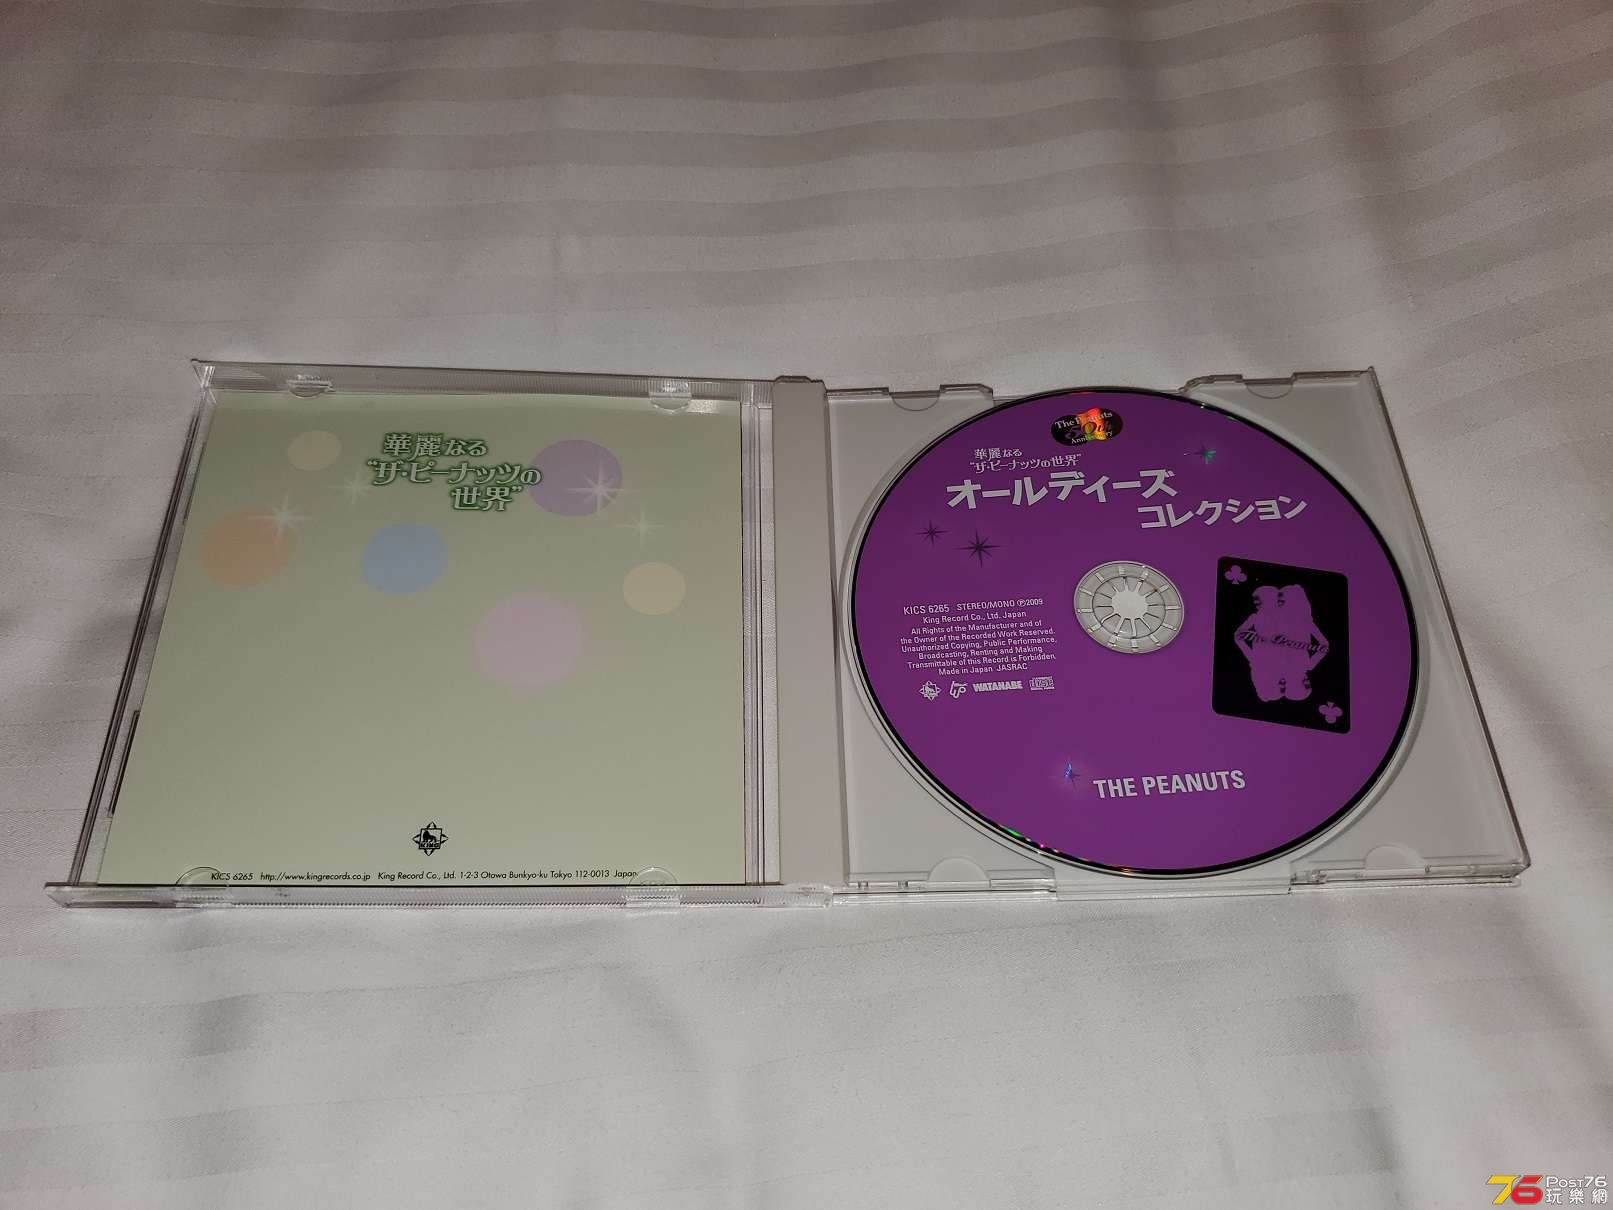 華麗なる
“ザ・ピーナッツの
世界”
KING
KICS 6265 http://www.kingrecords.co.jp King Record Co., Ltd. 1-2-3 Otowa Bunkyo-ku Tokyo 112-0013 Japan
The Peanuts
50th
Anniversary
華麗なる
“ザ・ピーナッツの世界”
オールディーズ
コレクション
KICS 6265 STEREO/MONO Ⓟ2009
King Record Co., Ltd. Japan
All Rights of the Manufacturer and of
the Owner of the Recorded Work Reserved.
Unauthorized Copying, Public Performance,
Broadcasting, Renting and Making
Transmittable of this Record is Forbidden.
Made in Japan JASRAC
WATANABE
The Peanuts
THE PEANUTS
76 POST76
玩樂網